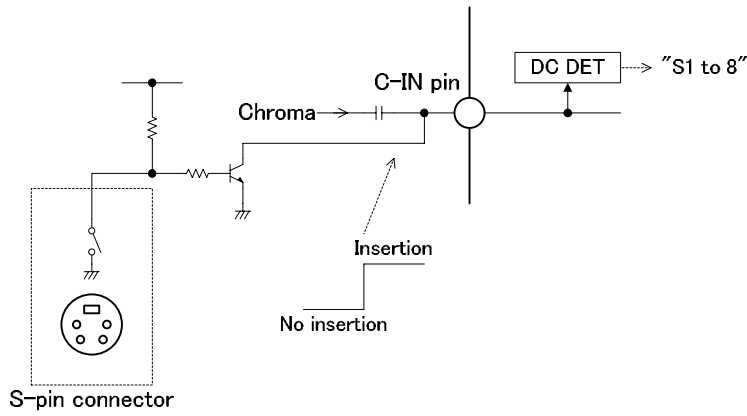 DC DET
"S1 to 8"
C-IN pin
Chroma
Insertion
No insertion
S-pin connector